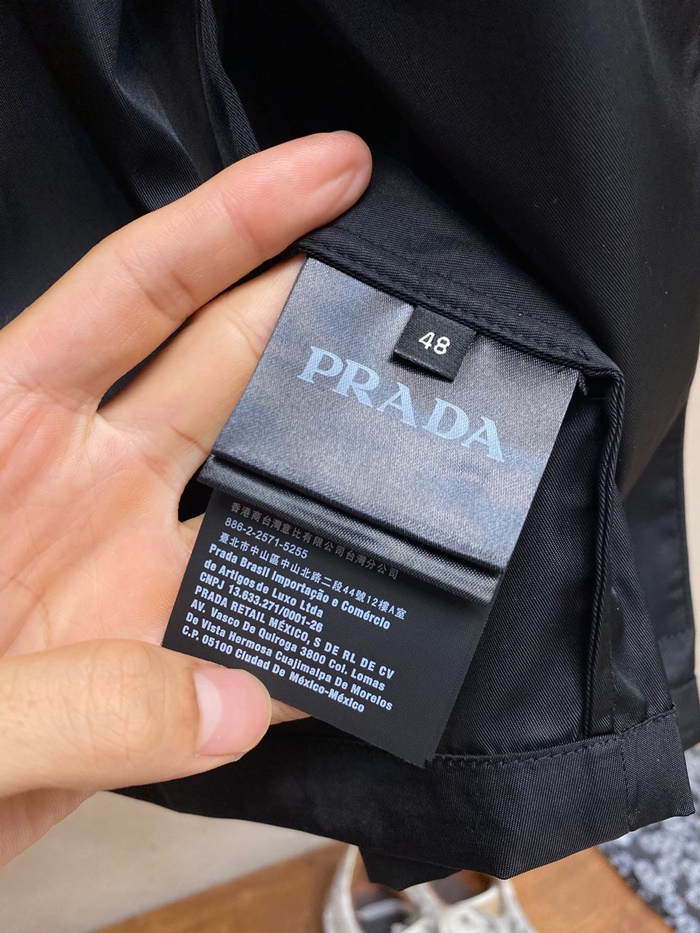 48
PRADA
香港商台灣意比有限公司台灣分公司
886-2-2571-5255
臺北市中山區中山北路二段44號12樓A室
Prada Brasil Importação e Comércio
de Artigos de Luxo Ltda
CNPJ 13.633.271/0001-26
PRADA RETAIL MÉXICO, S DE RL DE CV
AV. Vasco De Quiroga 3800 Col. Lomas
De Vista Hermosa Cuajimalpa De Morelos
C.P. 05100 Ciudad De México-México